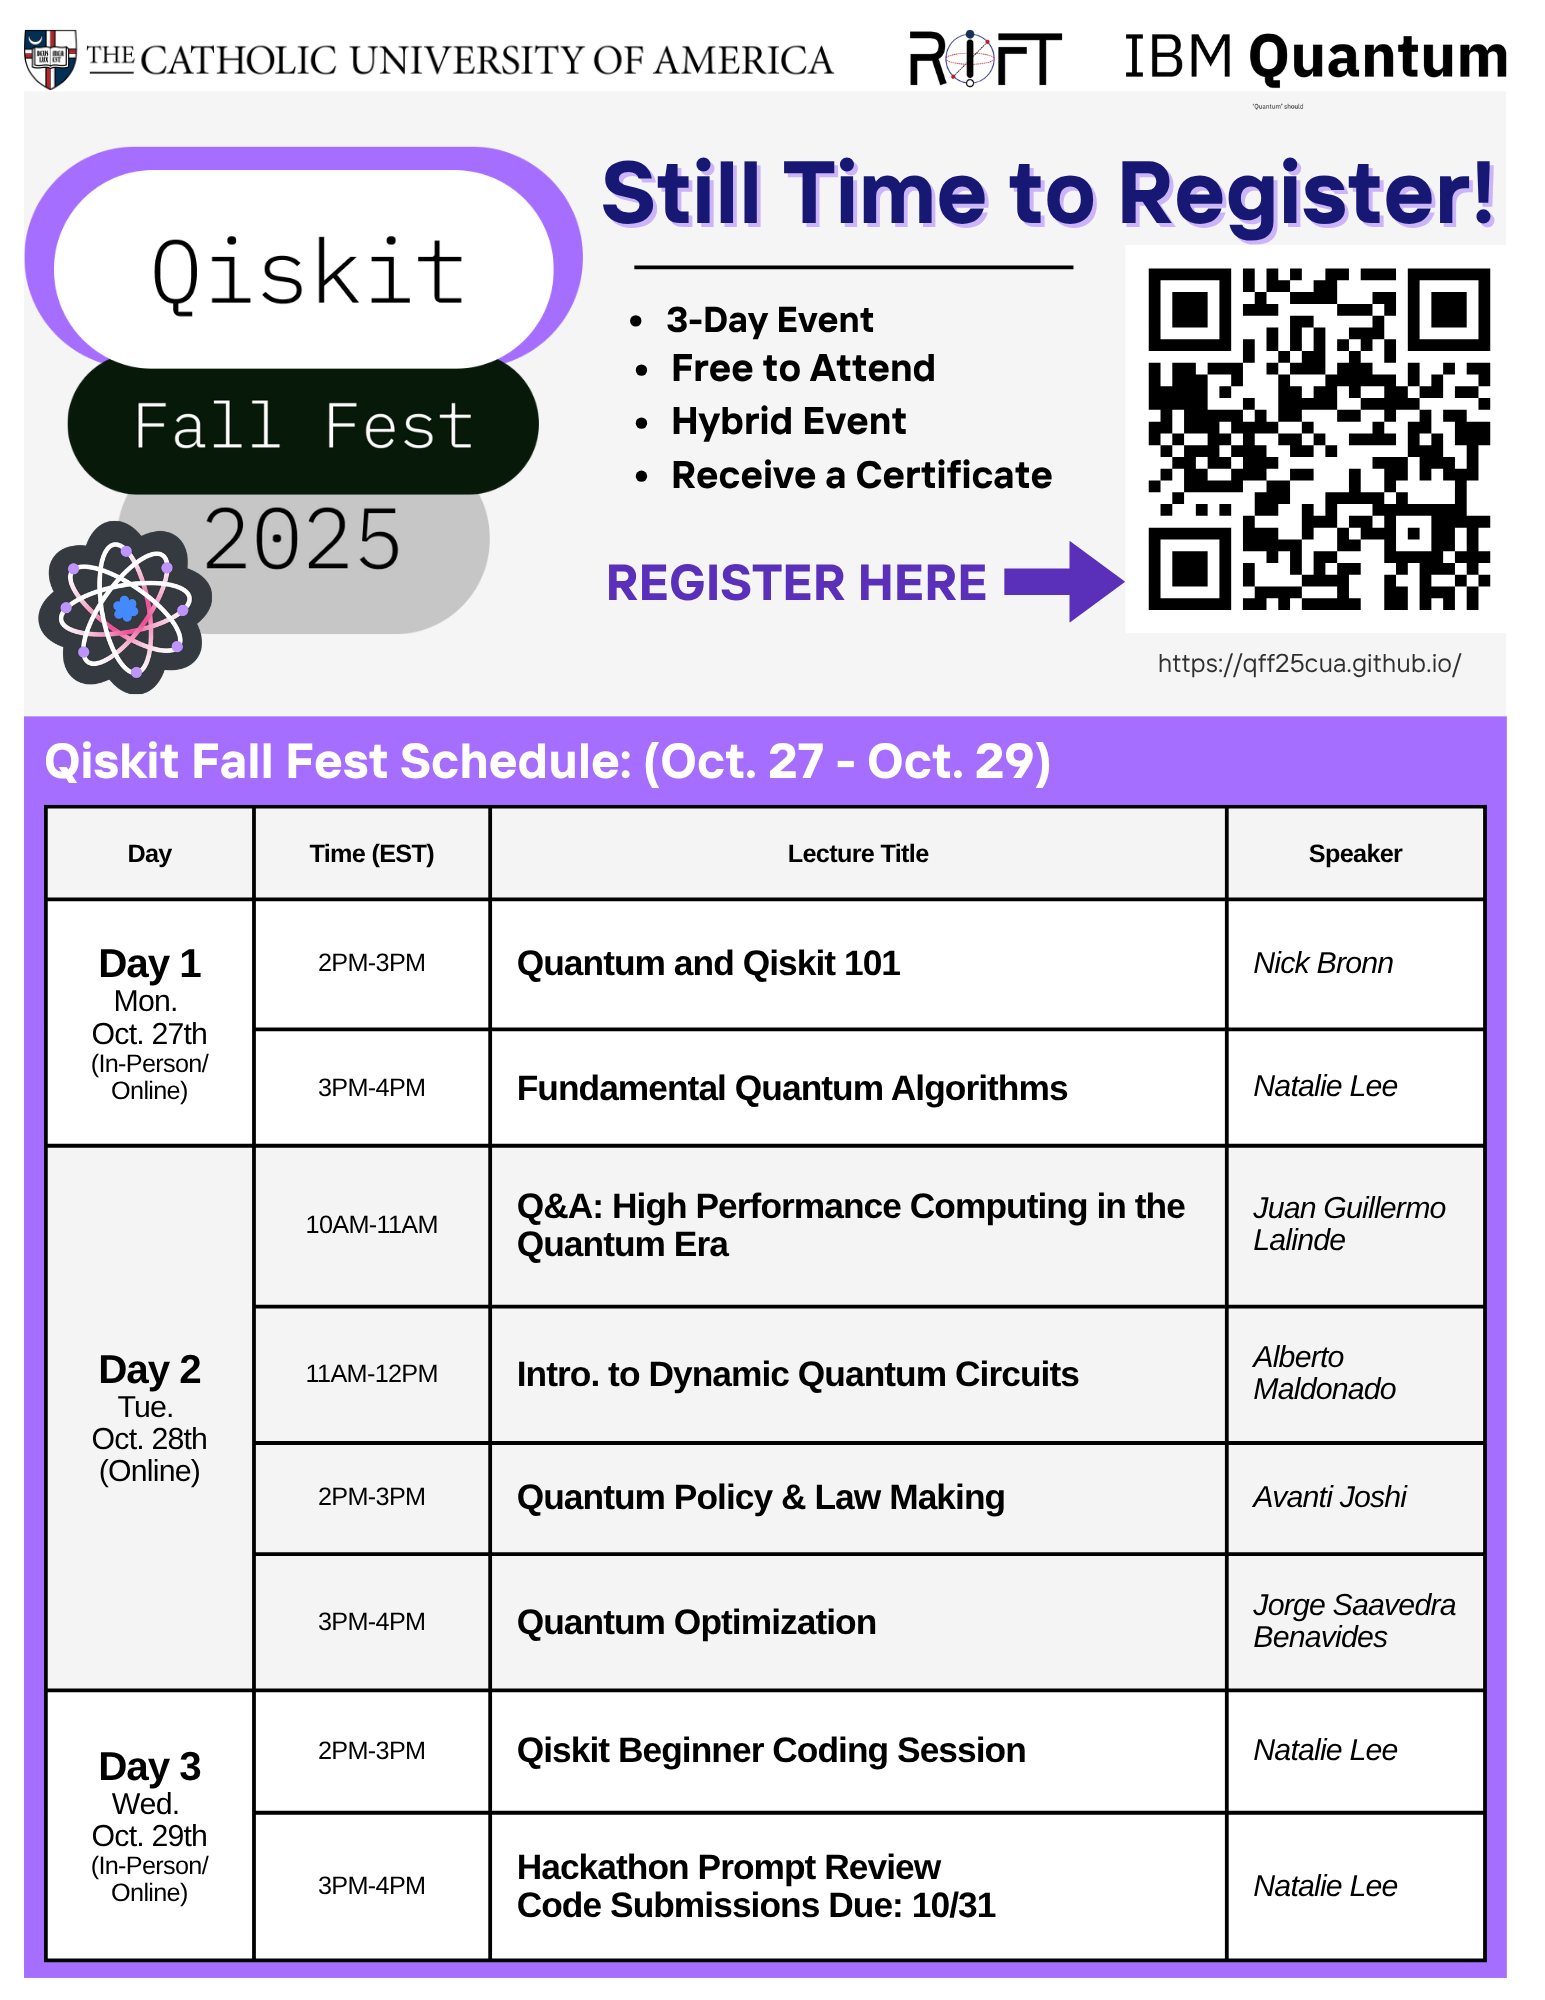 THE CATHOLIC UNIVERSITY OF AMERICA
RIFT
IBM Quantum
"Quantum" should
Qiskit
Fall Fest
2025
Still Time to Register!
• 3-Day Event
• Free to Attend
• Hybrid Event
• Receive a Certificate
REGISTER HERE
https://qff25cua.github.io/
Qiskit Fall Fest Schedule: (Oct. 27 - Oct. 29)
Day
Time (EST)
Lecture Title
Speaker
Day 1
Mon.
Oct. 27th
(In-Person/
Online)
2PM-3PM
Quantum and Qiskit 101
Nick Bronn
3PM-4PM
Fundamental Quantum Algorithms
Natalie Lee
Day 2
Tue.
Oct. 28th
(Online)
10AM-11AM
Q&A: High Performance Computing in the
Quantum Era
Juan Guillermo
Lalinde
11AM-12PM
Intro. to Dynamic Quantum Circuits
Alberto
Maldonado
2PM-3PM
Quantum Policy & Law Making
Avanti Joshi
3PM-4PM
Quantum Optimization
Jorge Saavedra
Benavides
Day 3
Wed.
Oct. 29th
(In-Person/
Online)
2PM-3PM
Qiskit Beginner Coding Session
Natalie Lee
3PM-4PM
Hackathon Prompt Review
Code Submissions Due: 10/31
Natalie Lee